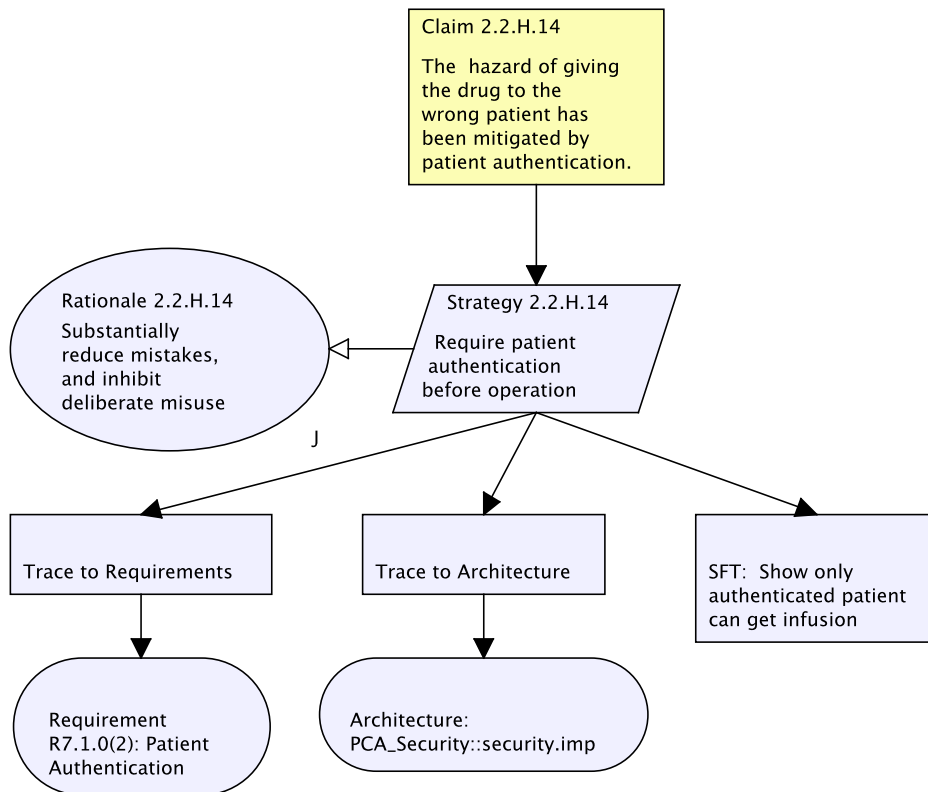 Claim 2.2.H.14
The  hazard of giving
the drug to the
wrong patient has
been mitigated by
patient authentication.
Rationale 2.2.H.14
Substantially
reduce mistakes,
and inhibit
deliberate misuse
J
Strategy 2.2.H.14
Require patient
authentication
before operation
Trace to Requirements
Trace to Architecture
SFT:  Show only
authenticated patient
can get infusion
Requirement
R7.1.0(2): Patient
Authentication
Architecture:
PCA_Security::security.imp